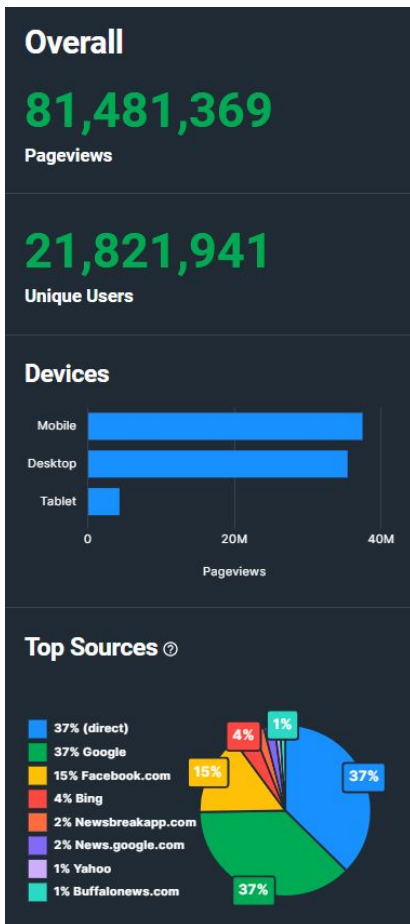 Overall
81,481,369
Pageviews
21,821,941
Unique Users
Devices
Mobile
Desktop
Tablet
0 20M 40M
Pageviews
Top Sources ?
37% (direct)
37% Google
15% Facebook.com
4% Bing
2% Newsbreakapp.com
2% News.google.com
1% Yahoo
1% Buffalonews.com
1%
4%
15%
37%
37%